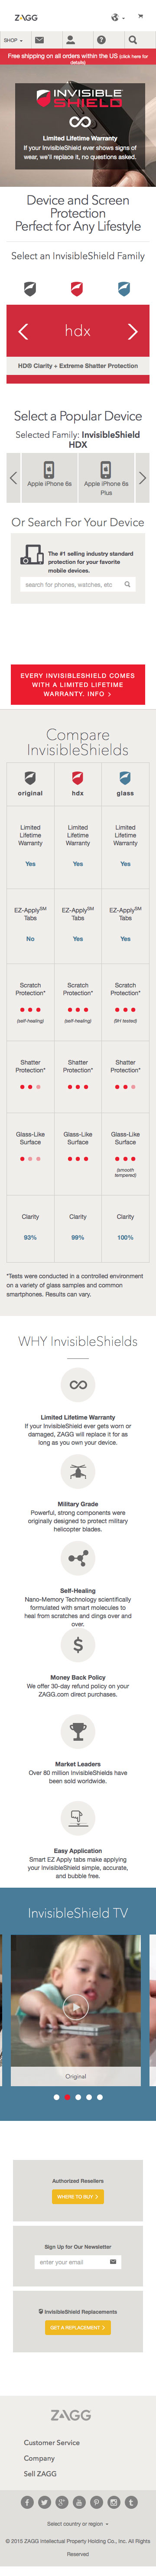 ZAGG
SHOP
Free shipping on all orders within the US (click here for
details)
INVISIBLE
SHIELD
Limited Lifetime Warranty
If your InvisibleShield ever shows signs of
wear, we'll replace it, no questions asked.
Device and Screen
Protection
Perfect for Any Lifestyle
Select an InvisibleShield Family
hdx
HD® Clarity + Extreme Shatter Protection
Select a Popular Device
Selected Family: InvisibleShield
HDX
Apple iPhone 6s
Apple iPhone 6s
Plus
Or Search For Your Device
The #1 selling industry standard
protection for your favorite
mobile devices.
search for phones, watches, etc
EVERY INVISIBLESHIELD COMES
WITH A LIMITED LIFETIME
WARRANTY. INFO >
Compare
InvisibleShields
original hdx glass
Limited Lifetime Warranty
Limited Lifetime Warranty
Limited Lifetime Warranty
Yes Yes Yes
EZ-Apply℠ Tabs
EZ-Apply℠ Tabs
EZ-Apply℠ Tabs
No Yes Yes
Scratch Protection*
Scratch Protection*
Scratch Protection*
(self-healing) (self-healing) (9H tested)
Shatter Protection*
Shatter Protection*
Shatter Protection*
Glass-Like Surface
Glass-Like Surface
Glass-Like Surface
(smooth tempered)
Clarity Clarity Clarity
93% 99% 100%
*Tests were conducted in a controlled environment
on a variety of glass samples and common
smartphones. Results can vary.
WHY InvisibleShields
Limited Lifetime Warranty
If your InvisibleShield ever gets worn or
damaged, ZAGG will replace it for as
long as you own your device.
Military Grade
Powerful, strong components were
originally designed to protect military
helicopter blades.
Self-Healing
Nano-Memory Technology scientifically
formulated with smart molecules to
heal from scratches and dings over and
over.
Money Back Policy
We offer 30-day refund policy on your
ZAGG.com direct purchases.
Market Leaders
Over 80 million InvisibleShields have
been sold worldwide.
Easy Application
Smart EZ Apply tabs make applying
your InvisibleShield simple, accurate,
and bubble free.
InvisibleShield TV
Original
Authorized Resellers
WHERE TO BUY >
Sign Up for Our Newsletter
enter your email
InvisibleShield Replacements
GET A REPLACEMENT >
ZAGG
Customer Service
Company
Sell ZAGG
Select country or region
© 2015 ZAGG Intellectual Property Holding Co., Inc. All Rights
Reserved